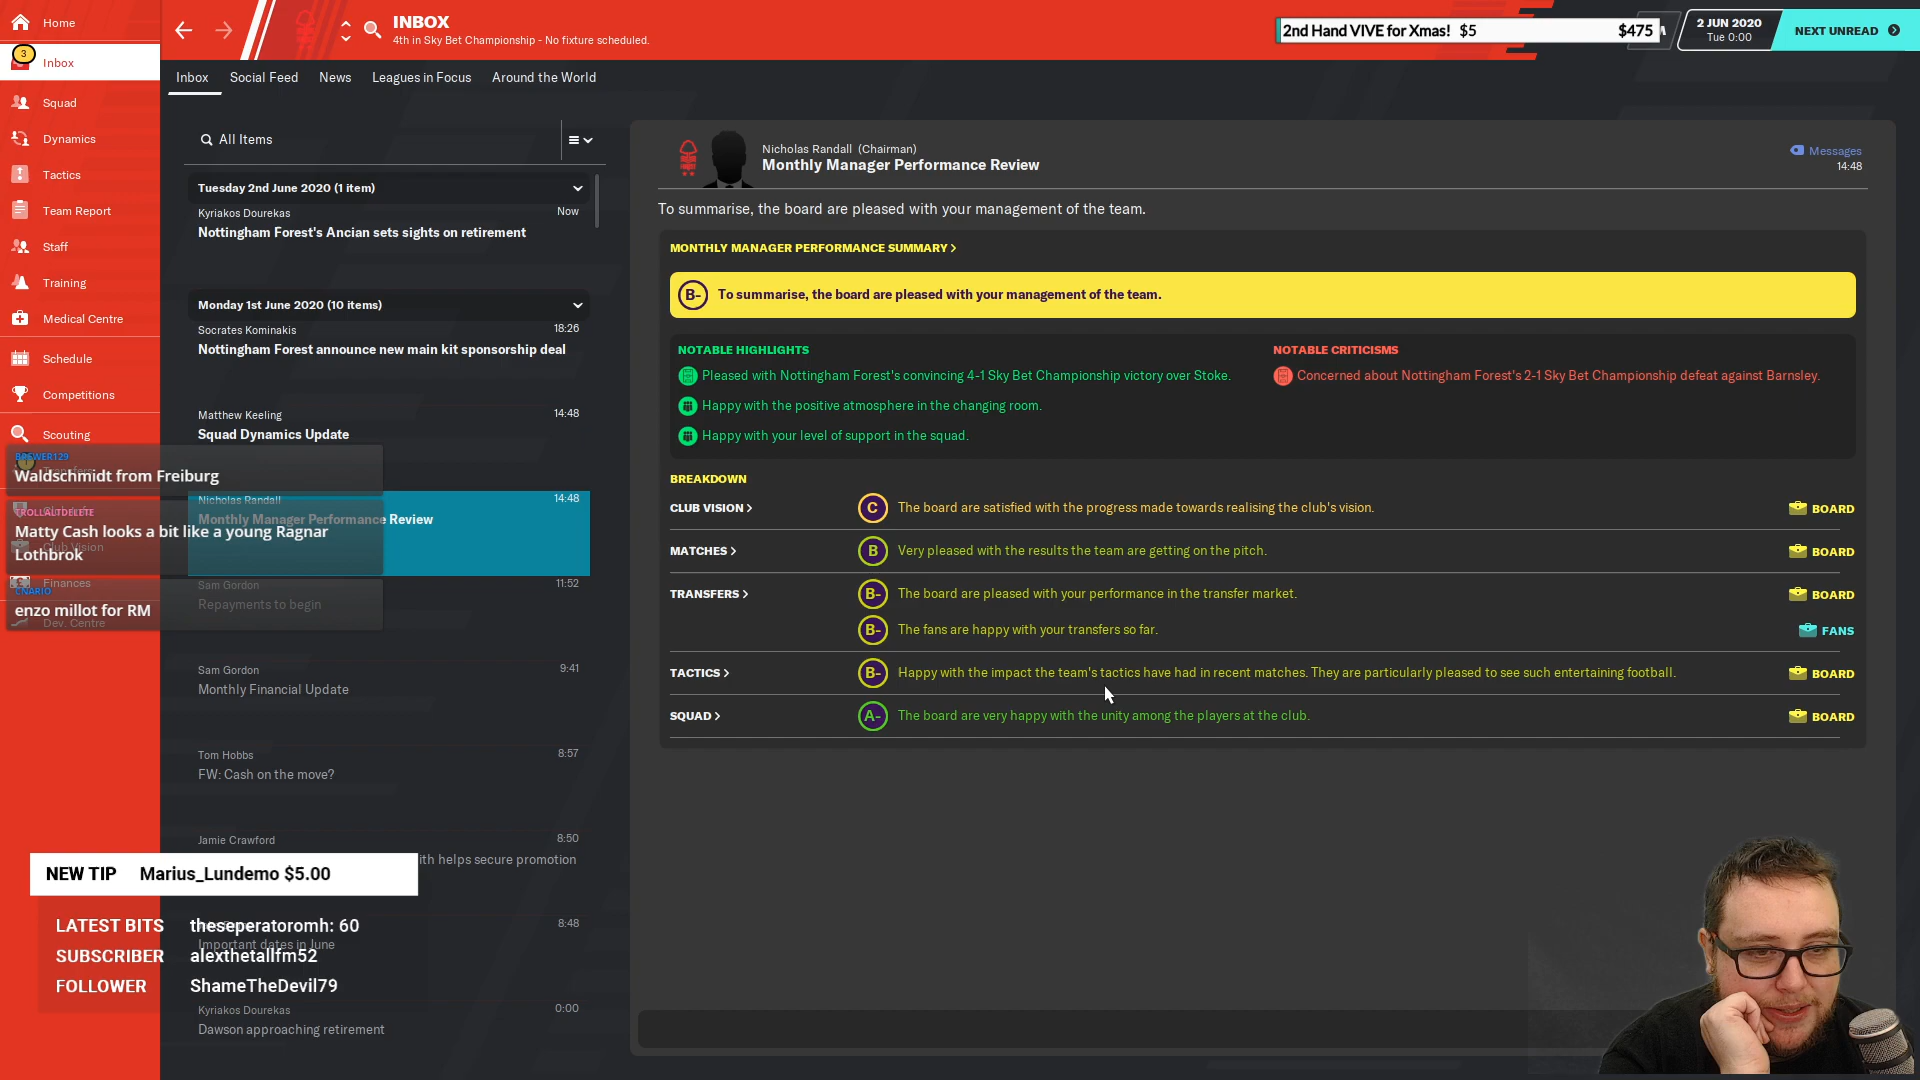 Home
3
Inbox
Squad
Dynamics
Tactics
Team Report
Staff
Training
Medical Centre
Schedule
Competitions
Scouting
INBOX
4th in Sky Bet Championship - No fixture scheduled.
2nd Hand VIVE for Xmas! $5 $475
2 JUN 2020
Tue 0:00
NEXT UNREAD
Inbox Social Feed News Leagues in Focus Around the World
All Items
Tuesday 2nd June 2020 (1 item)
Kyriakos Dourekas Now
Nottingham Forest's Ancian sets sights on retirement
Monday 1st June 2020 (10 items)
Socrates Kominakis 18:26
Nottingham Forest announce new main kit sponsorship deal
Matthew Keeling 14:48
Squad Dynamics Update
Nicholas Randall 14:48
Monthly Manager Performance Review
Sam Gordon 11:52
Repayments to begin
Sam Gordon 9:41
Monthly Financial Update
Tom Hobbs 8:57
FW: Cash on the move?
Jamie Crawford 8:50
ith helps secure promotion
8:48
Important dates in June
Kyriakos Dourekas 0:00
Dawson approaching retirement
BREWER129
Waldschmidt from Freiburg
TROLLALTDELETE
Matty Cash looks a bit like a young Ragnar
Lothbrok
Club Vision
Finances
CNARIO
enzo millot for RM
Dev. Centre
NEW TIP Marius_Lundemo $5.00
LATEST BITS theseperatoromh: 60
SUBSCRIBER alexthetallfm52
FOLLOWER ShameTheDevil79
Nicholas Randall (Chairman)
Monthly Manager Performance Review
Messages
14:48
To summarise, the board are pleased with your management of the team.
MONTHLY MANAGER PERFORMANCE SUMMARY >
B- To summarise, the board are pleased with your management of the team.
NOTABLE HIGHLIGHTS
Pleased with Nottingham Forest's convincing 4-1 Sky Bet Championship victory over Stoke.
Happy with the positive atmosphere in the changing room.
Happy with your level of support in the squad.
NOTABLE CRITICISMS
Concerned about Nottingham Forest's 2-1 Sky Bet Championship defeat against Barnsley.
BREAKDOWN
CLUB VISION > C The board are satisfied with the progress made towards realising the club's vision. BOARD
MATCHES > B Very pleased with the results the team are getting on the pitch. BOARD
TRANSFERS > B- The board are pleased with your performance in the transfer market. BOARD
B- The fans are happy with your transfers so far. FANS
TACTICS > B- Happy with the impact the team's tactics have had in recent matches. They are particularly pleased to see such entertaining football. BOARD
SQUAD > A- The board are very happy with the unity among the players at the club. BOARD